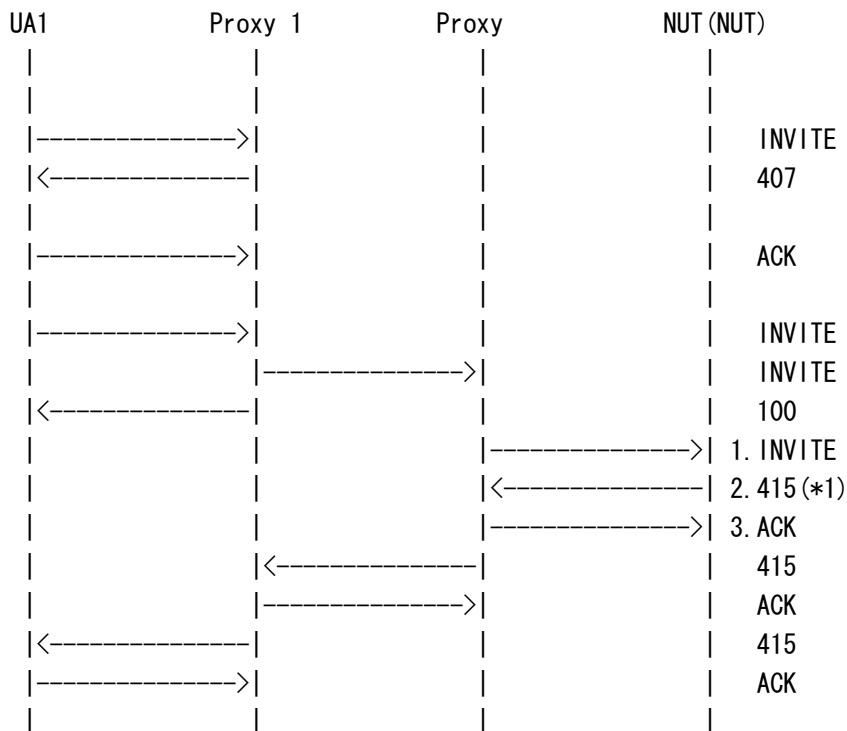 UA1 Proxy 1 Proxy NUT(NUT)
| | | |
| | | |
|-------------->| | | INVITE
|<--------------| | | 407
| | | |
|-------------->| | | ACK
| | | |
|-------------->| | | INVITE
| |-------------->| | INVITE
|<--------------| | | 100
| | |-------------->| 1.INVITE
| | |<--------------| 2.415(*1)
| | |-------------->| 3.ACK
| |<--------------| | 415
| |-------------->| | ACK
|<--------------| | | 415
|-------------->| | | ACK
| | | |